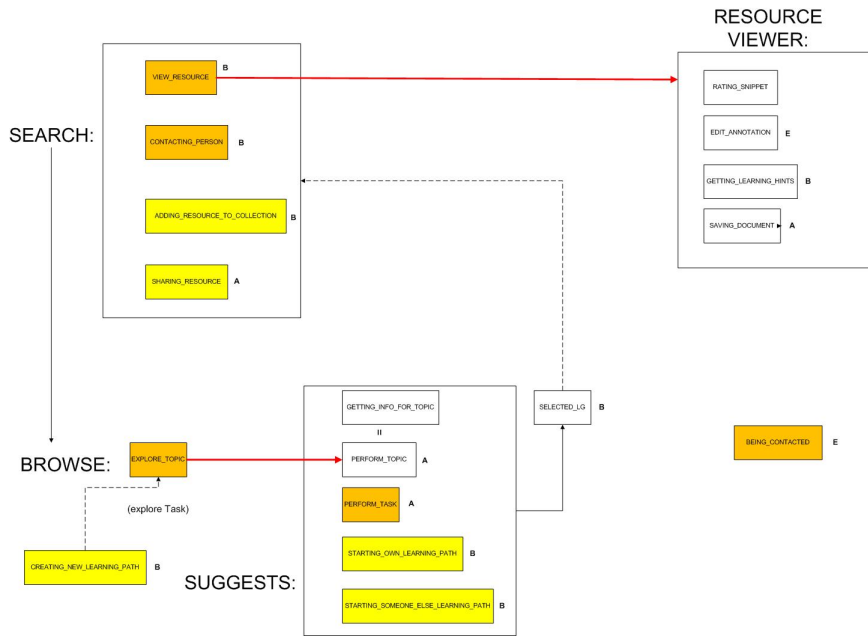 RESOURCE
VIEWER:
VIEW_RESOURCE
B
RATING_SNIPPET
SEARCH:
CONTACTING_PERSON
B
EDIT_ANNOTATION
E
GETTING_LEARNING_HINTS
B
ADDING_RESOURCE_TO_COLLECTION
B
SAVING_DOCUMENT
A
SHARING_RESOURCE
A
GETTING_INFO_FOR_TOPIC
=
SELECTED_LG
B
BROWSE:
EXPLORE_TOPIC
PERFORM_TOPIC
A
BEING_CONTACTED
E
(explore Task)
PERFORM_TASK
A
CREATING_NEW_LEARNING_PATH
B
STARTING_OWN_LEARNING_PATH
B
SUGGESTS:
STARTING_SOMEONE_ELSE_LEARNING_PATH
B